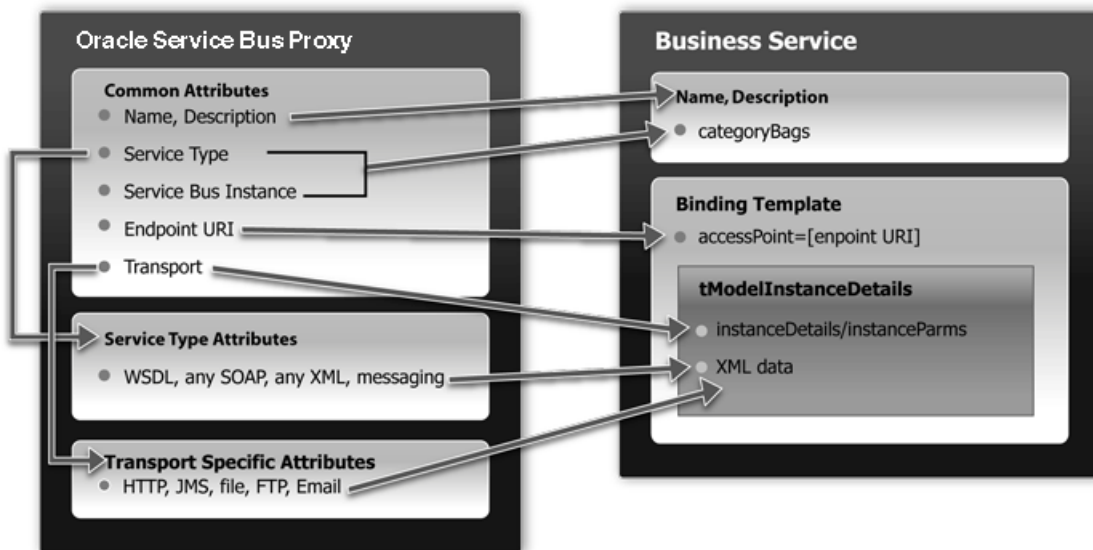 Oracle Service Bus Proxy
Common Attributes
Name, Description
Service Type
Service Bus Instance
Endpoint URI
Transport
Service Type Attributes
WSDL, any SOAP, any XML, messaging
Transport Specific Attributes
HTTP, JMS, file, FTP, Email
Business Service
Name, Description
categoryBags
Binding Template
accessPoint=[enpoint URI]
tModelInstanceDetails
instanceDetails/instanceParms
XML data